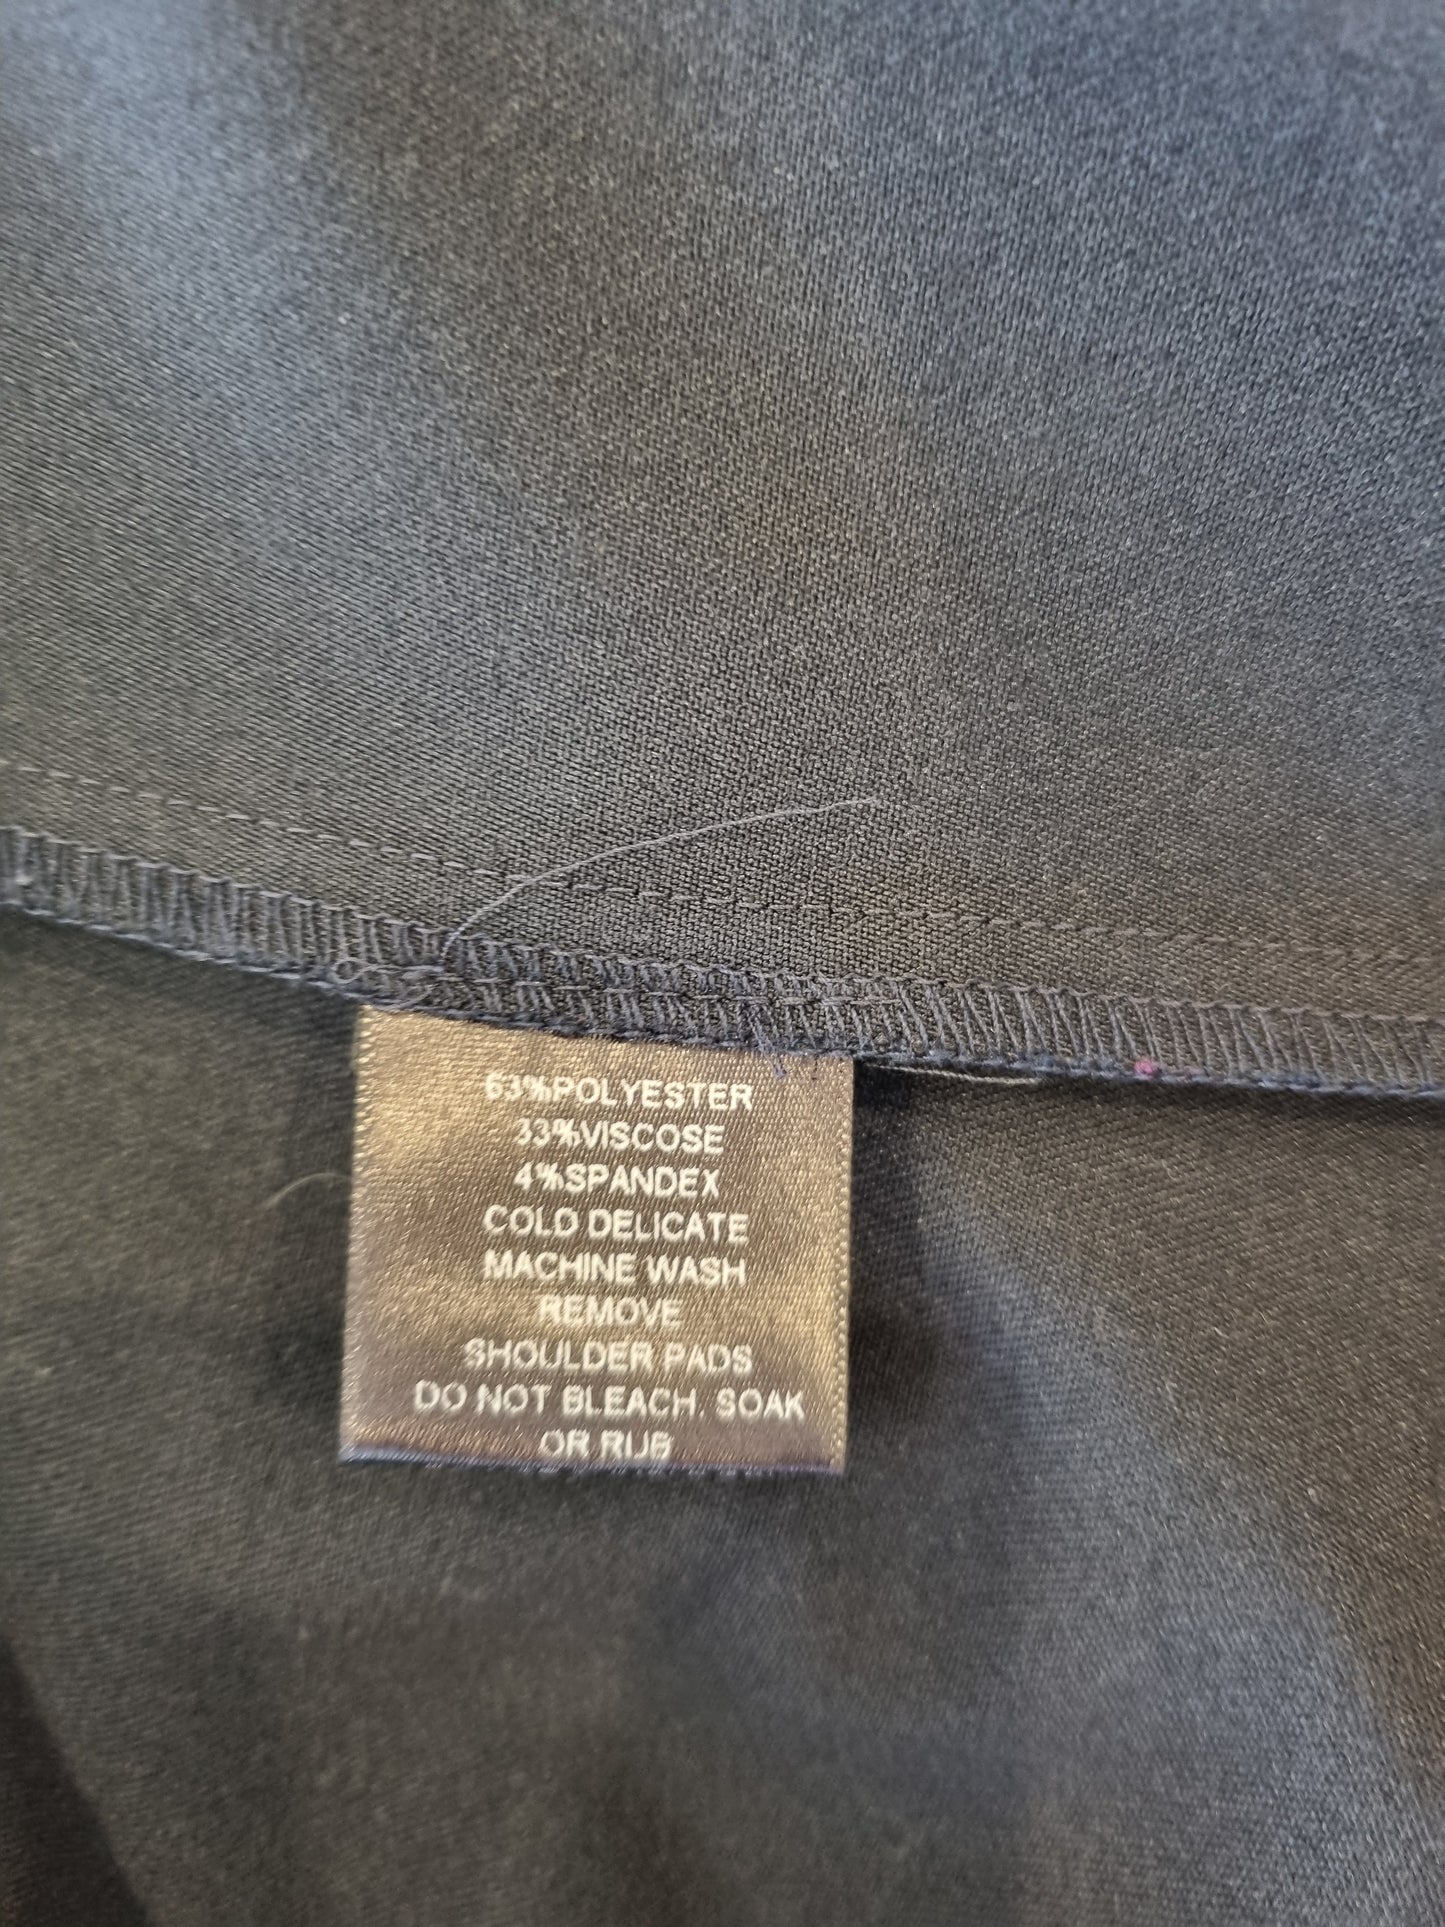 63%POLYESTER
33%VISCOSE
4%SPANDEX
COLD DELICATE
MACHINE WASH
REMOVE
SHOULDER PADS
DO NOT BLEACH, SOAK
OR RUB